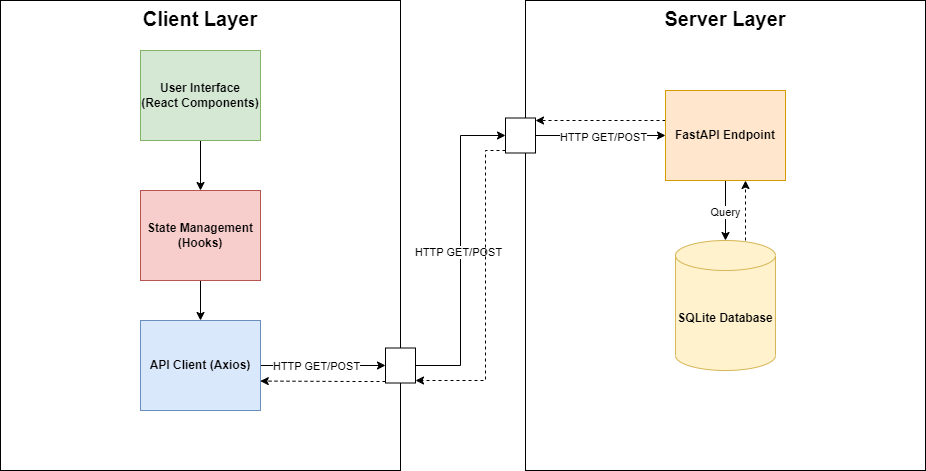 Client Layer
User Interface
(React Components)
State Management
(Hooks)
API Client (Axios)
HTTP GET/POST
HTTP GET/POST
Server Layer
HTTP GET/POST
FastAPI Endpoint
Query
SQLite Database